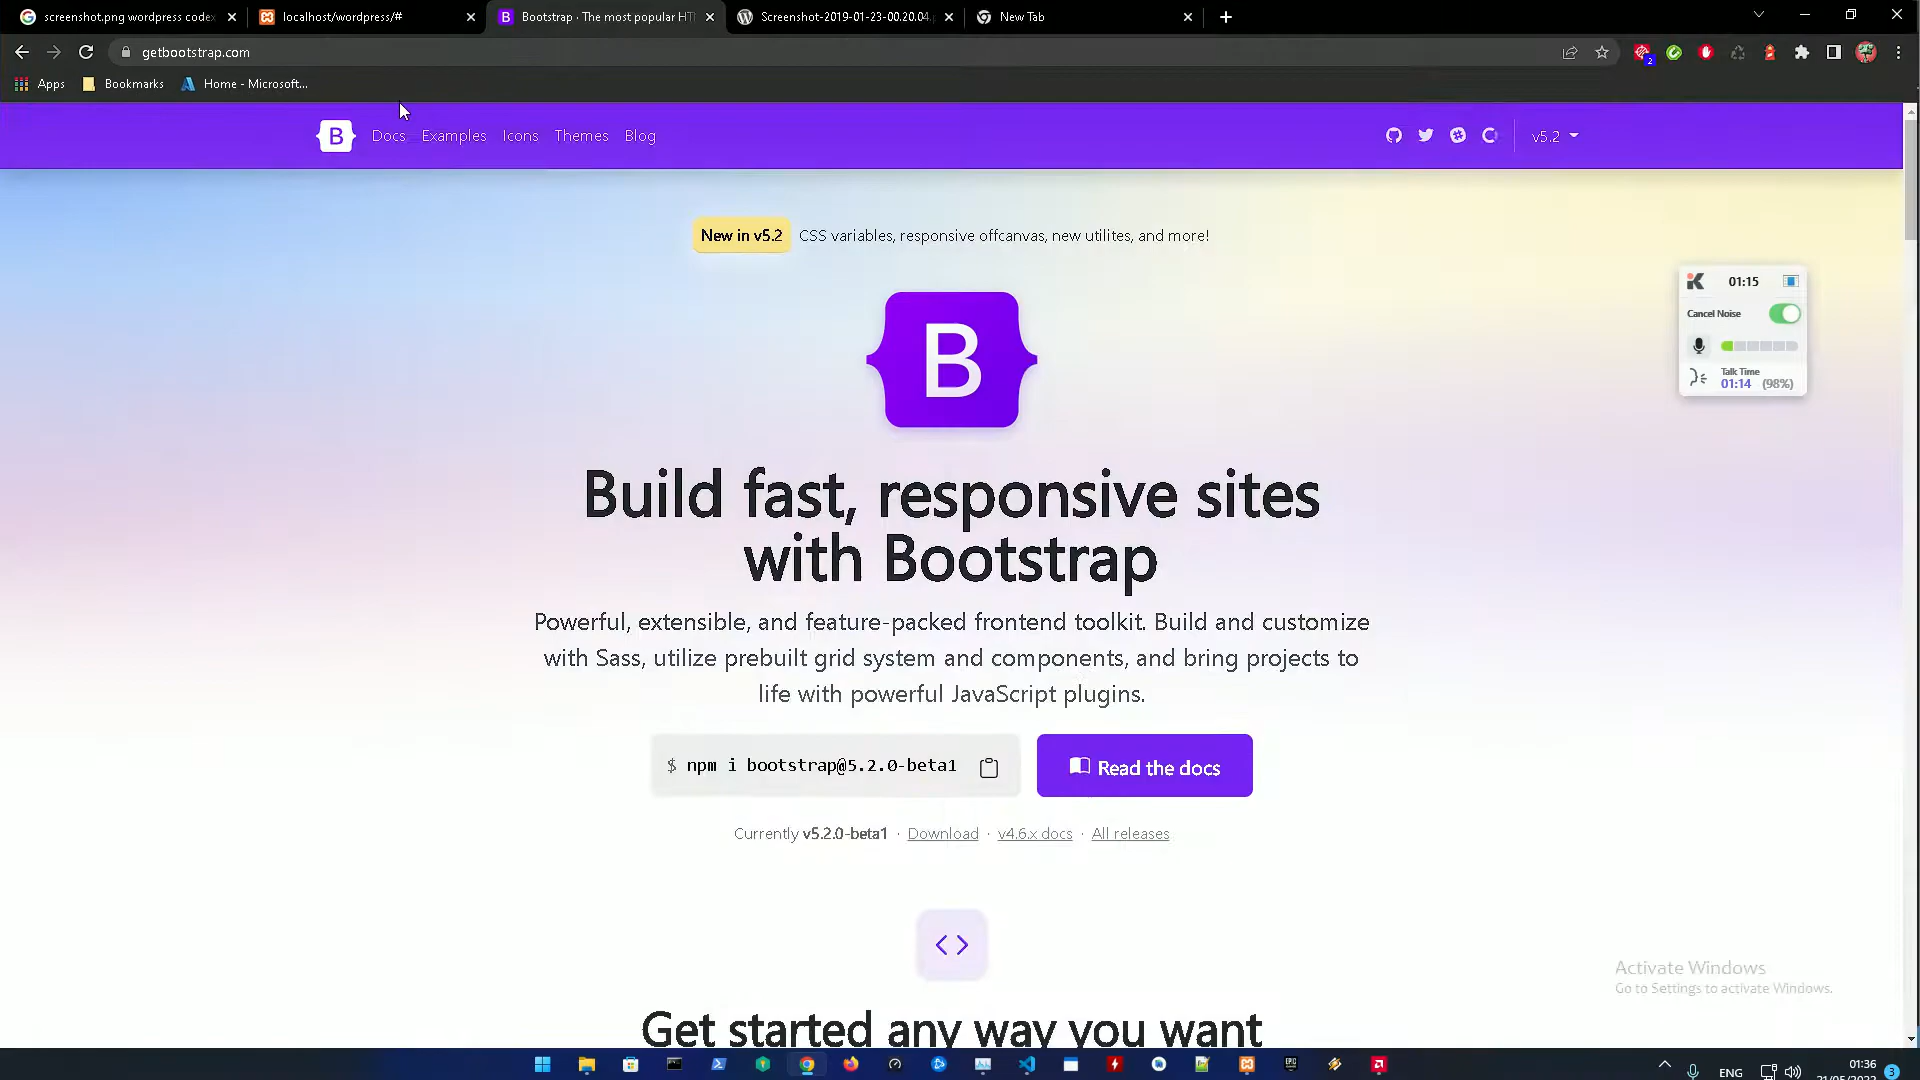 screenshot.png wordpress codex
localhost/wordpress/#
Bootstrap · The most popular HT
Screenshot-2019-01-23-00.20.04.
New Tab
getbootstrap.com
2
Apps
Bookmarks
Home - Microsoft...
B
Docs
Examples
Icons
Themes
Blog
v5.2
New in v5.2
CSS variables, responsive offcanvas, new utilites, and more!
B
01:15
Cancel Noise
Talk Time
01:14 (98%)
Build fast, responsive sites
with Bootstrap
Powerful, extensible, and feature-packed frontend toolkit. Build and customize
with Sass, utilize prebuilt grid system and components, and bring projects to
life with powerful JavaScript plugins.
$ npm i bootstrap@5.2.0-beta1
Read the docs
Currently v5.2.0-beta1 · Download · v4.6.x docs · All releases
Activate Windows
Go to Settings to activate Windows.
Get started any way you want
ENG
01:36
3